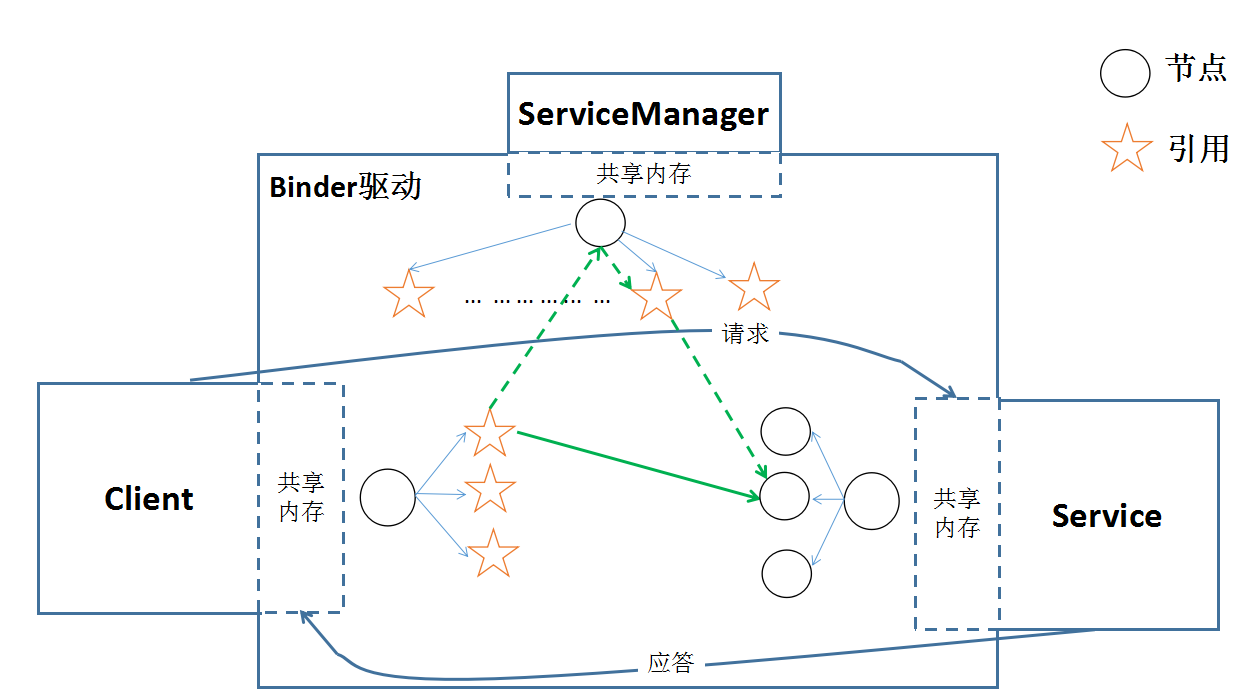 节点
ServiceManager
引用
共享内存
Binder驱动
... ... ... ...... ...
请求
Client
共享
内存
共享
内存
Service
应答